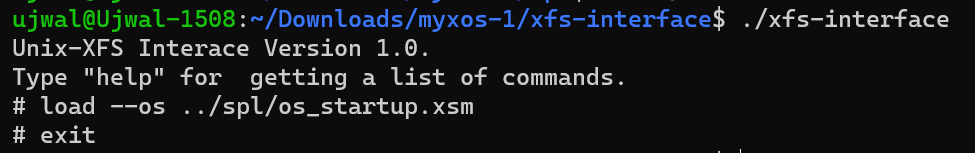 ujwal@Ujwal-1508:~/Downloads/myxos-1/xfs-interface$ ./xfs-interface
Unix-XFS Interace Version 1.0.
Type "help" for  getting a list of commands.
# load --os ../spl/os_startup.xsm
# exit